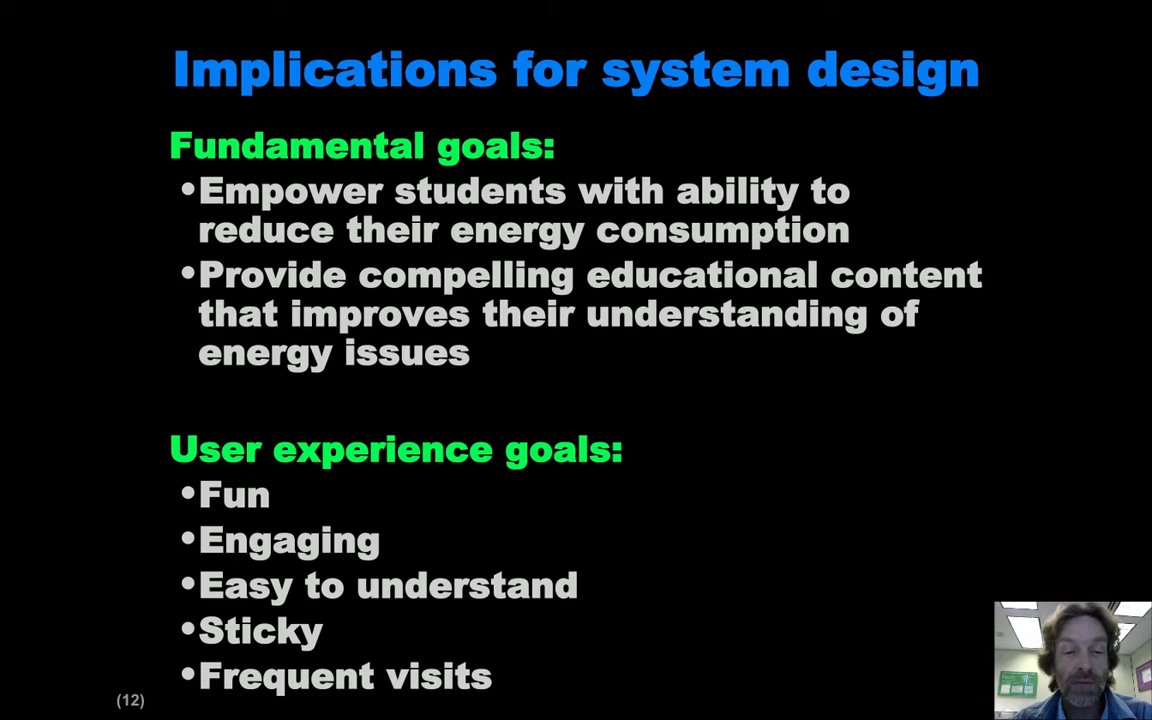 Implications for system design
Fundamental goals:
•Empower students with ability to
reduce their energy consumption
•Provide compelling educational content
that improves their understanding of
energy issues
User experience goals:
•Fun
•Engaging
•Easy to understand
•Sticky
•Frequent visits
(12)